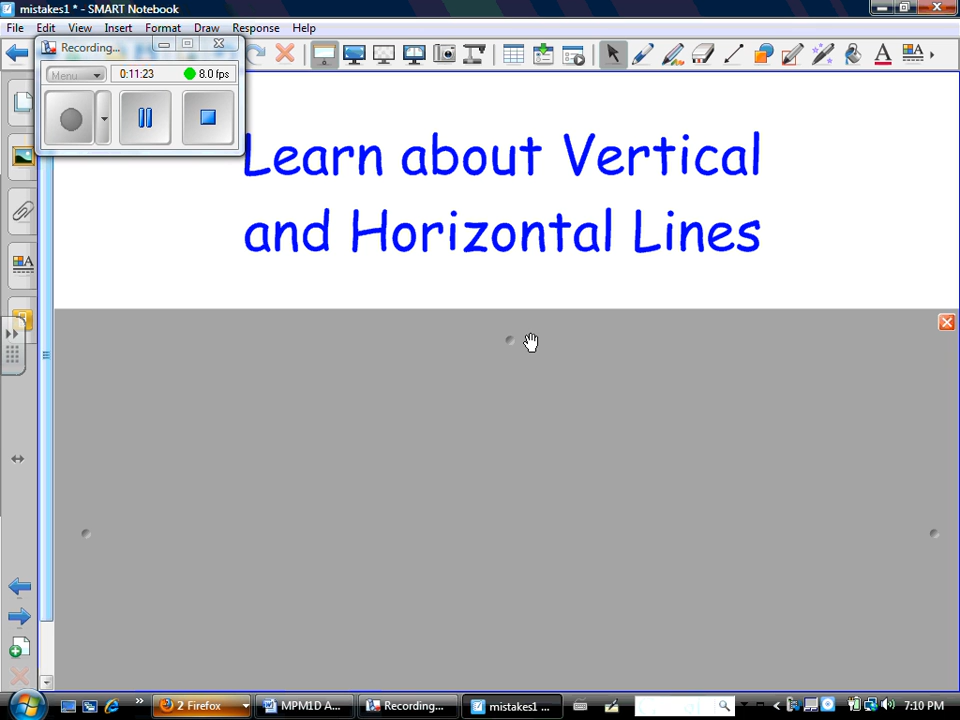 mistakes1 * - SMART Notebook
File Edit View Insert Format Draw Response Help
Recording...
Menu 0:11:23 8.0 fps
Learn about Vertical
and Horizontal Lines
2 Firefox MPM1D A... Recording... mistakes1 ... 7:10 PM